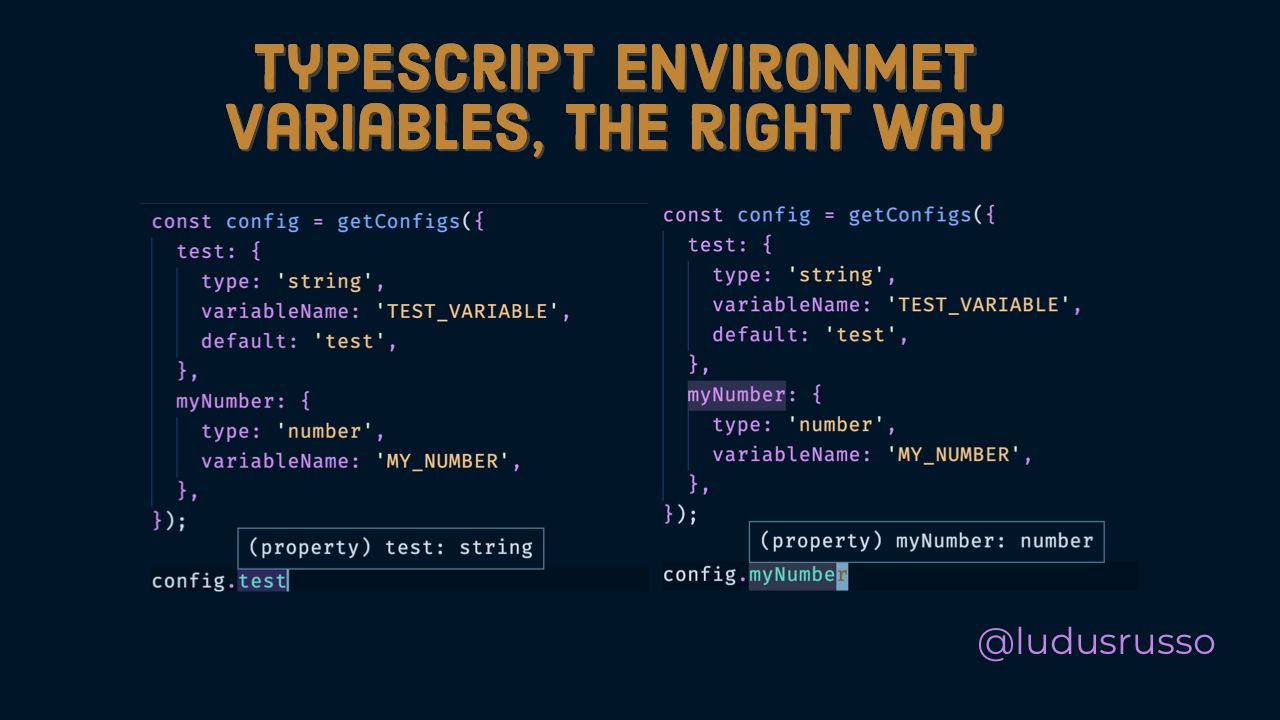 TYPESCRIPT ENVIRONMET
VARIABLES, THE RIGHT WAY
const config = getConfigs({
  test: {
    type: 'string',
    variableName: 'TEST_VARIABLE',
    default: 'test',
  },
  myNumber: {
    type: 'number',
    variableName: 'MY_NUMBER',
  },
});
(property) test: string
config.test
const config = getConfigs({
  test: {
    type: 'string',
    variableName: 'TEST_VARIABLE',
    default: 'test',
  },
  myNumber: {
    type: 'number',
    variableName: 'MY_NUMBER',
  },
});
(property) myNumber: number
config.myNumber
@ludusrusso